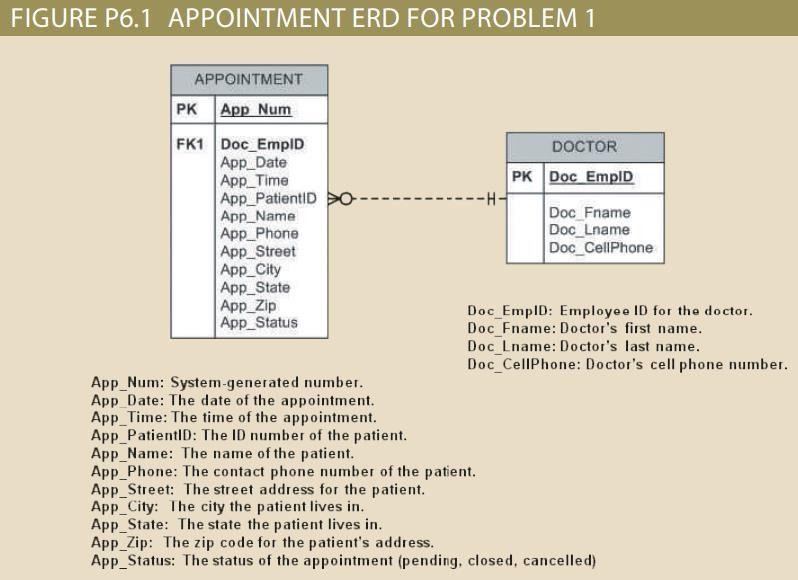 FIGURE P6.1 APPOINTMENT ERD FOR PROBLEM 1
APPOINTMENT
PK App_Num
FK1 Doc_EmpID
App_Date
App_Time
App_PatientID
App_Name
App_Phone
App_Street
App_City
App_State
App_Zip
App_Status
DOCTOR
PK Doc_EmpID
Doc_Fname
Doc_Lname
Doc_CellPhone
Doc_EmpID: Employee ID for the doctor.
Doc_Fname: Doctor's first name.
Doc_Lname: Doctor's last name.
Doc_CellPhone: Doctor's cell phone number.
App_Num: System-generated number.
App_Date: The date of the appointment.
App_Time: The time of the appointment.
App_PatientID: The ID number of the patient.
App_Name: The name of the patient.
App_Phone: The contact phone number of the patient.
App_Street: The street address for the patient.
App_City: The city the patient lives in.
App_State: The state the patient lives in.
App_Zip: The zip code for the patient's address.
App_Status: The status of the appointment (pending, closed, cancelled)